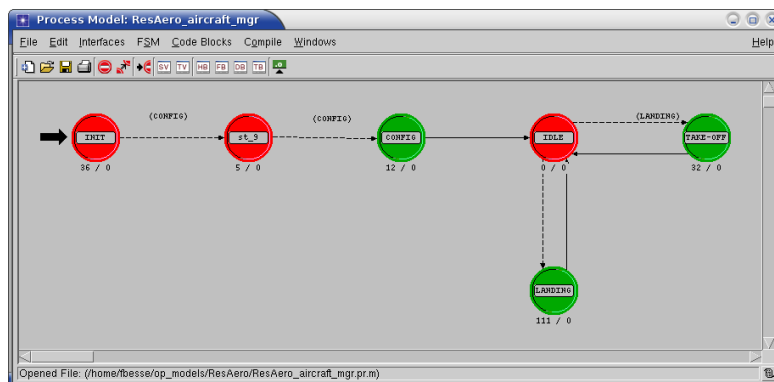 Process Model: ResAero_aircraft_mgr
File Edit Interfaces FSM Code Blocks Compile Windows Help
SV TV HB FB DB TB
(CONFIG) (CONFIG) (LANDING)
INIT st_9 CONFIG IDLE TAKE-OFF
36 / 0 5 / 0 12 / 0 0 / 0 32 / 0
LANDING
111 / 0
Opened File: (/home/fbesse/op_models/ResAero/ResAero_aircraft_mgr.pr.m)